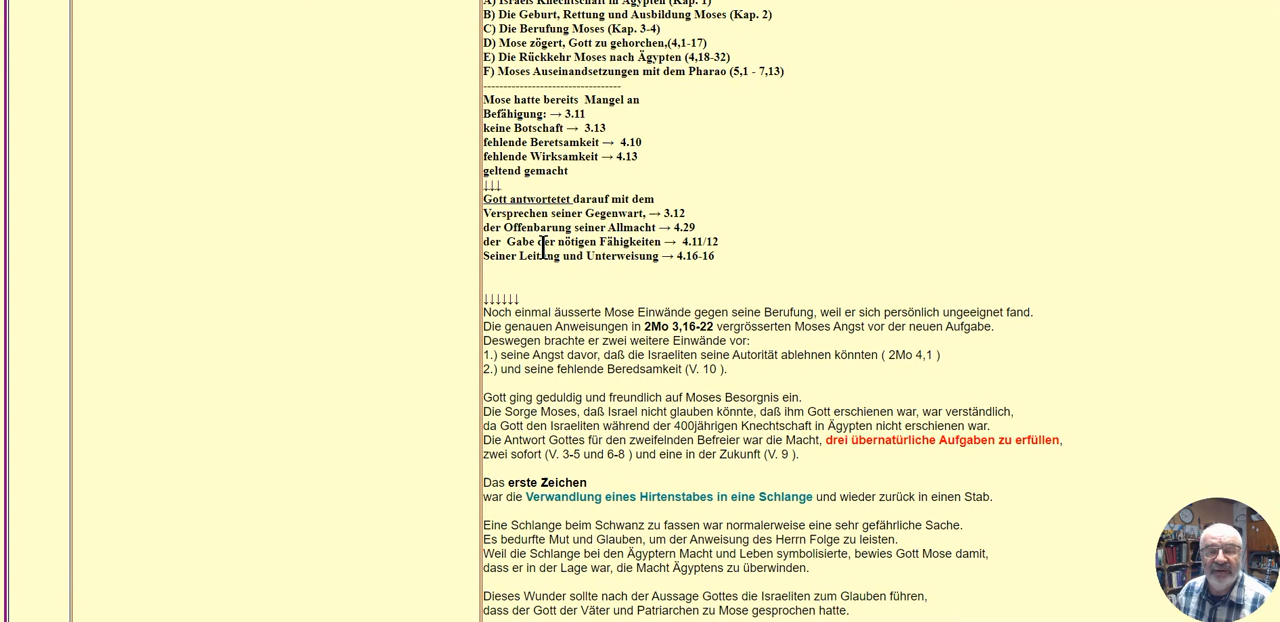 A) Israels Knechtschaft in Ägypten (Kap. 1)
B) Die Geburt, Rettung und Ausbildung Moses (Kap. 2)
C) Die Berufung Moses (Kap. 3-4)
D) Mose zögert, Gott zu gehorchen,(4,1-17)
E) Die Rückkehr Moses nach Ägypten (4,18-32)
F) Moses Auseinandsetzungen mit dem Pharao (5,1 - 7,13)
----------------------------------
Mose hatte bereits Mangel an
Befähigung: → 3.11
keine Botschaft → 3.13
fehlende Beretsamkeit → 4.10
fehlende Wirksamkeit → 4.13
geltend gemacht
↓↓↓
Gott antwortetet darauf mit dem
Versprechen seiner Gegenwart, → 3.12
der Offenbarung seiner Allmacht → 4.29
der Gabe der nötigen Fähigkeiten → 4.11/12
Seiner Leitung und Unterweisung → 4.16-16
↓↓↓↓↓↓
Noch einmal äusserte Mose Einwände gegen seine Berufung, weil er sich persönlich ungeeignet fand.
Die genauen Anweisungen in 2Mo 3,16-22 vergrösserten Moses Angst vor der neuen Aufgabe.
Deswegen brachte er zwei weitere Einwände vor:
1.) seine Angst davor, daß die Israeliten seine Autorität ablehnen könnten ( 2Mo 4,1 )
2.) und seine fehlende Beredsamkeit (V. 10 ).
Gott ging geduldig und freundlich auf Moses Besorgnis ein.
Die Sorge Moses, daß Israel nicht glauben könnte, daß ihm Gott erschienen war, war verständlich,
da Gott den Israeliten während der 400jährigen Knechtschaft in Ägypten nicht erschienen war.
Die Antwort Gottes für den zweifelnden Befreier war die Macht, drei übernatürliche Aufgaben zu erfüllen,
zwei sofort (V. 3-5 und 6-8 ) und eine in der Zukunft (V. 9 ).
Das erste Zeichen
war die Verwandlung eines Hirtenstabes in eine Schlange und wieder zurück in einen Stab.
Eine Schlange beim Schwanz zu fassen war normalerweise eine sehr gefährliche Sache.
Es bedurfte Mut und Glauben, um der Anweisung des Herrn Folge zu leisten.
Weil die Schlange bei den Ägyptern Macht und Leben symbolisierte, bewies Gott Mose damit,
dass er in der Lage war, die Macht Ägyptens zu überwinden.
Dieses Wunder sollte nach der Aussage Gottes die Israeliten zum Glauben führen,
dass der Gott der Väter und Patriarchen zu Mose gesprochen hatte.